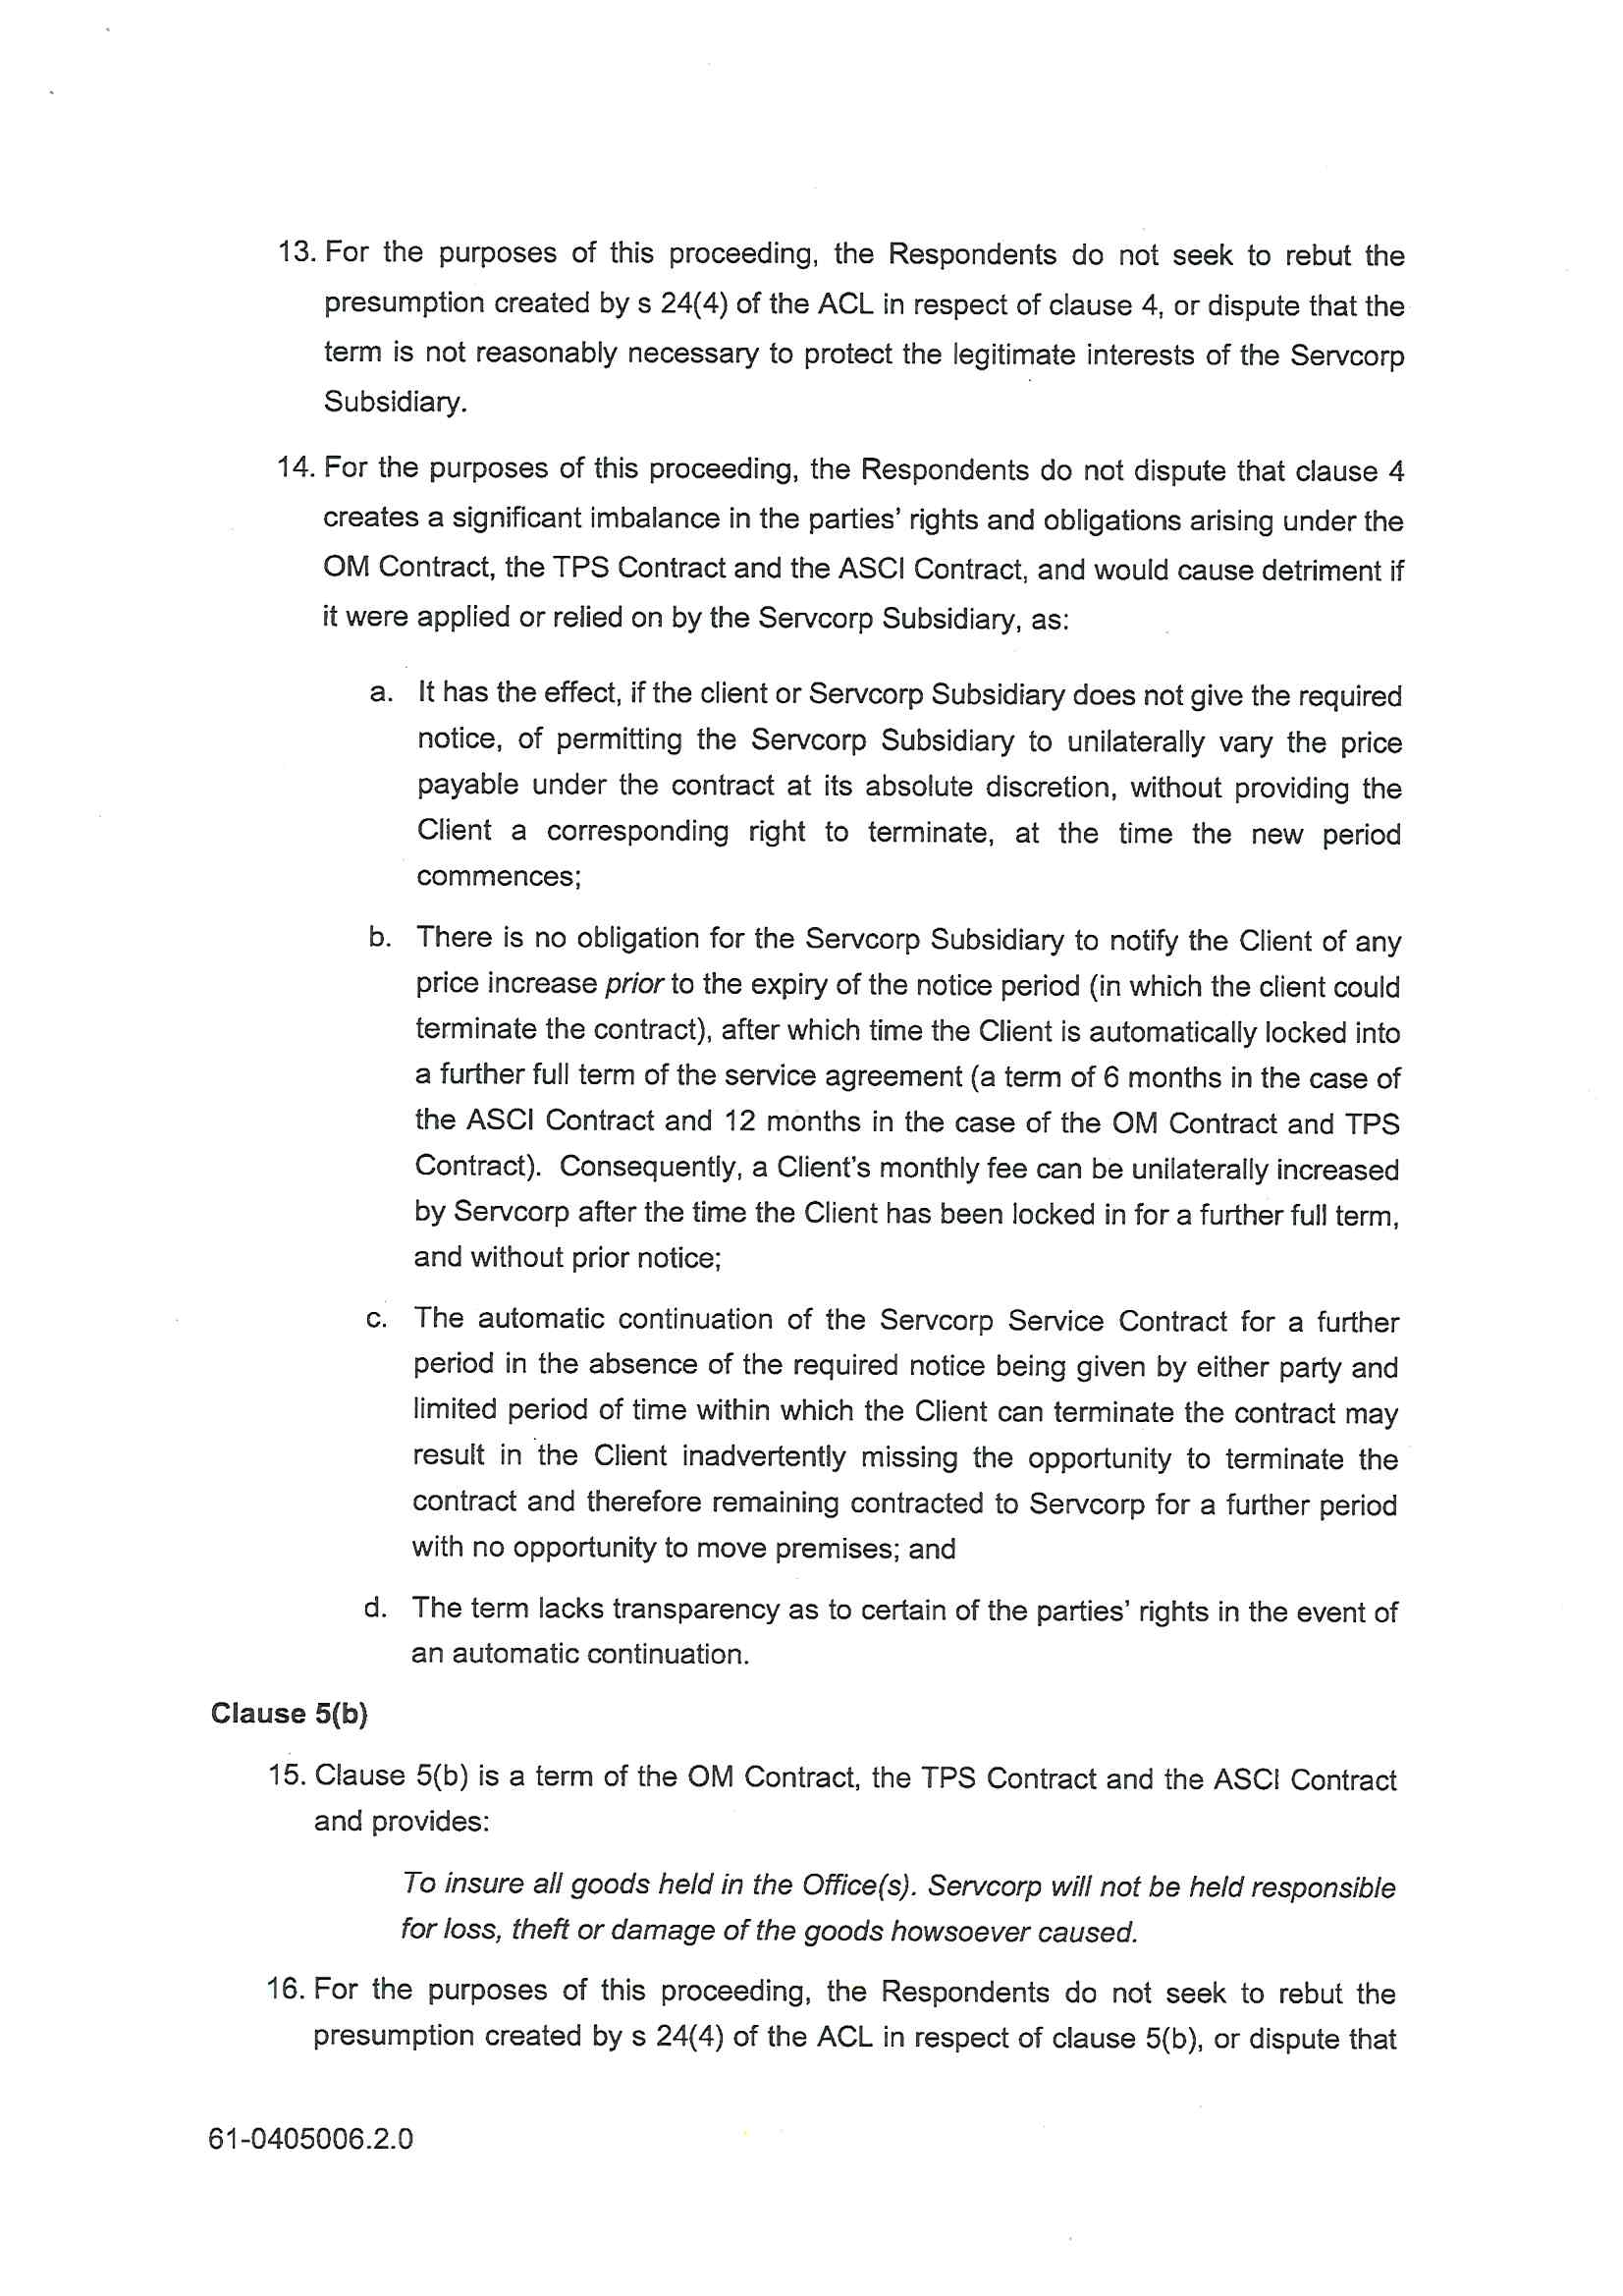 13. For the purposes of this proceeding, the Respondents do not seek to rebut the
presumption created by s 24(4) of the ACL in respect of clause 4, or dispute that the
term is not reasonably necessary to protect the legitimate interests of the Servcorp
Subsidiary.
14. For the purposes of this proceeding, the Respondents do not dispute that clause 4
creates a significant imbalance in the parties' rights and obligations arising under the
OM Contract, the TPS Contract and the ASCI Contract, and would cause detriment if
it were applied or relied on by the Servcorp Subsidiary, as:
a. It has the effect, if the client or Servcorp Subsidiary does not give the required
notice, of permitting the Servcorp Subsidiary to unilaterally vary the price
payable under the contract at its absolute discretion, without providing the
Client a corresponding right to terminate, at the time the new period
commences;
b. There is no obligation for the Servcorp Subsidiary to notify the Client of any
price increase prior to the expiry of the notice period (in which the client could
terminate the contract), after which time the Client is automatically locked into
a further full term of the service agreement (a term of 6 months in the case of
the ASCI Contract and 12 months in the case of the OM Contract and TPS
Contract). Consequently, a Client's monthly fee can be unilaterally increased
by Servcorp after the time the Client has been locked in for a further full term,
and without prior notice;
c. The automatic continuation of the Servcorp Service Contract for a further
period in the absence of the required notice being given by either party and
limited period of time within which the Client can terminate the contract may
result in the Client inadvertently missing the opportunity to terminate the
contract and therefore remaining contracted to Servcorp for a further period
with no opportunity to move premises; and
d. The term lacks transparency as to certain of the parties' rights in the event of
an automatic continuation.
Clause 5(b)
15. Clause 5(b) is a term of the OM Contract, the TPS Contract and the ASCI Contract
and provides:
To insure all goods held in the Office(s). Servcorp will not be held responsible
for loss, theft or damage of the goods howsoever caused.
16. For the purposes of this proceeding, the Respondents do not seek to rebut the
presumption created by s 24(4) of the ACL in respect of clause 5(b), or dispute that
61-0405006.2.0